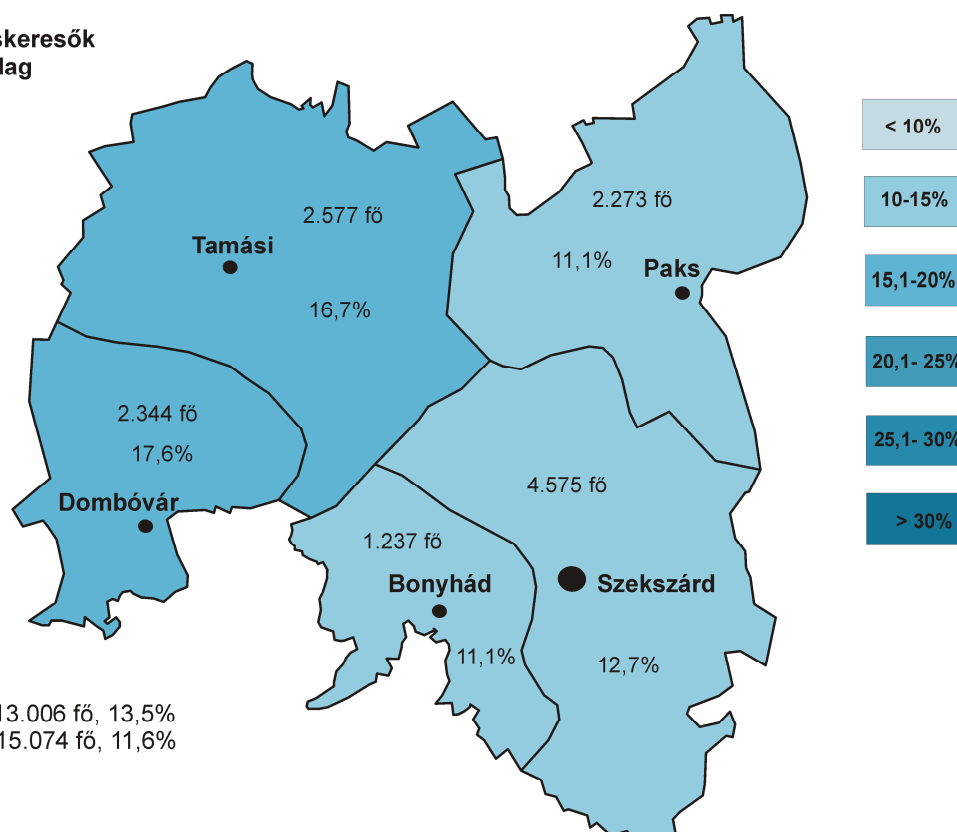 skeresők
lag
2.577 fő
Tamási
16,7%
2.273 fő
11,1%
Paks
2.344 fő
17,6%
Dombóvár
4.575 fő
Szekszárd
12,7%
1.237 fő
Bonyhád
11,1%
< 10%
10-15%
15,1-20%
20,1- 25%
25,1- 30%
> 30%
13.006 fő, 13,5%
15.074 fő, 11,6%